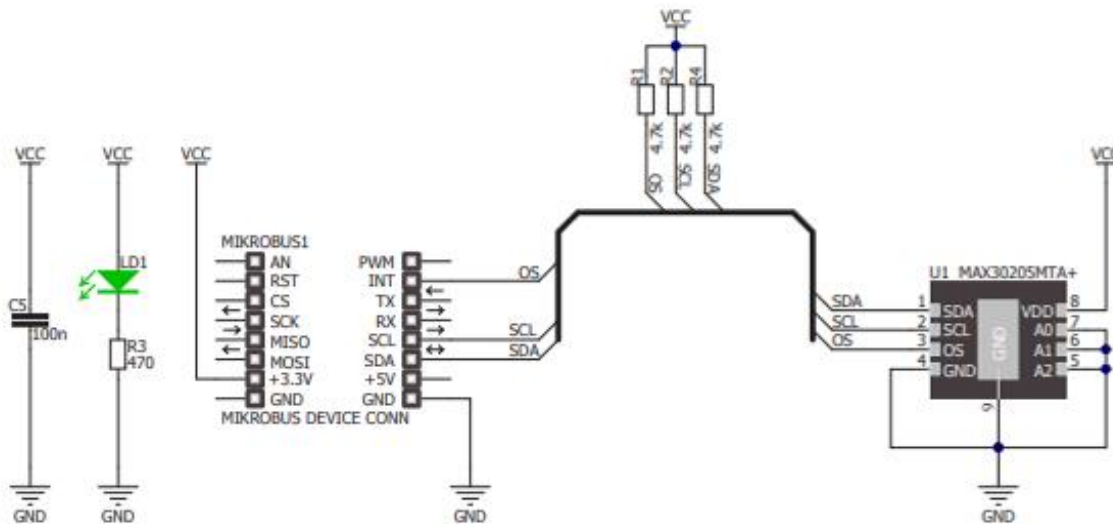 VCC
R1
R2
R4
4.7k
4.7k
4.7k
OS
SCL
SDA
VCC
VCC
VCC
C5
100n
LD1
R3
470
GND
GND
MIKROBUS1
AN
RST
CS
SCK
MISO
MOSI
+3.3V
GND
PWM
INT
TX
RX
SCL
SDA
+5V
GND
MIKROBUS DEVICE CONN
OS
SCL
SDA
GND
SDA
SCL
OS
U1 MAX30205MTA+
1
2
3
4
SDA
SCL
OS
GND
GND
VDD
A0
A1
A2
8
7
6
5
9
GND